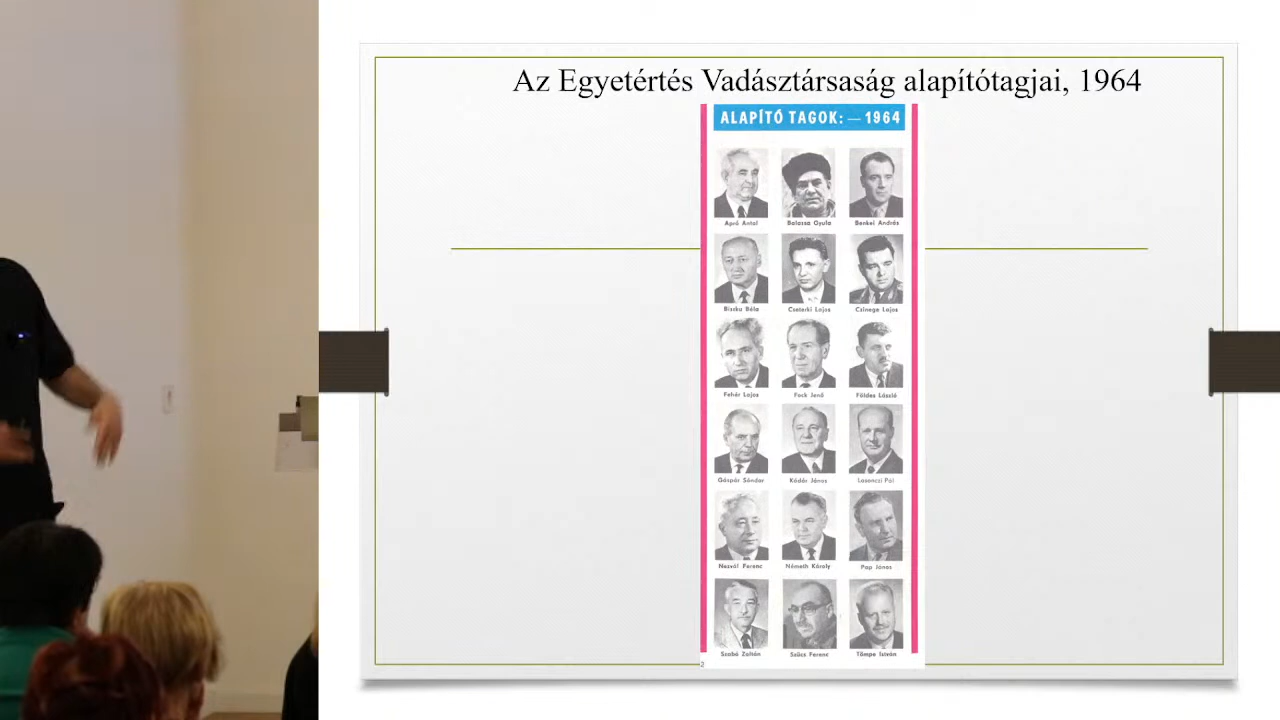 Az Egyetértés Vadásztársaság alapítótagjai, 1964
ALAPÍTÓ TAGOK: — 1964
Apró Antal Balassa Gyula Benkei András
Biszku Béla Cseterki Lajos Czinege Lajos
Fehér Lajos Fock Jenő Földes László
Gáspár Sándor Kádár János Losonczi Pál
Nezvál Ferenc Németh Károly Pap János
Szabó Zoltán Szűcs Ferenc Tömpe István
2